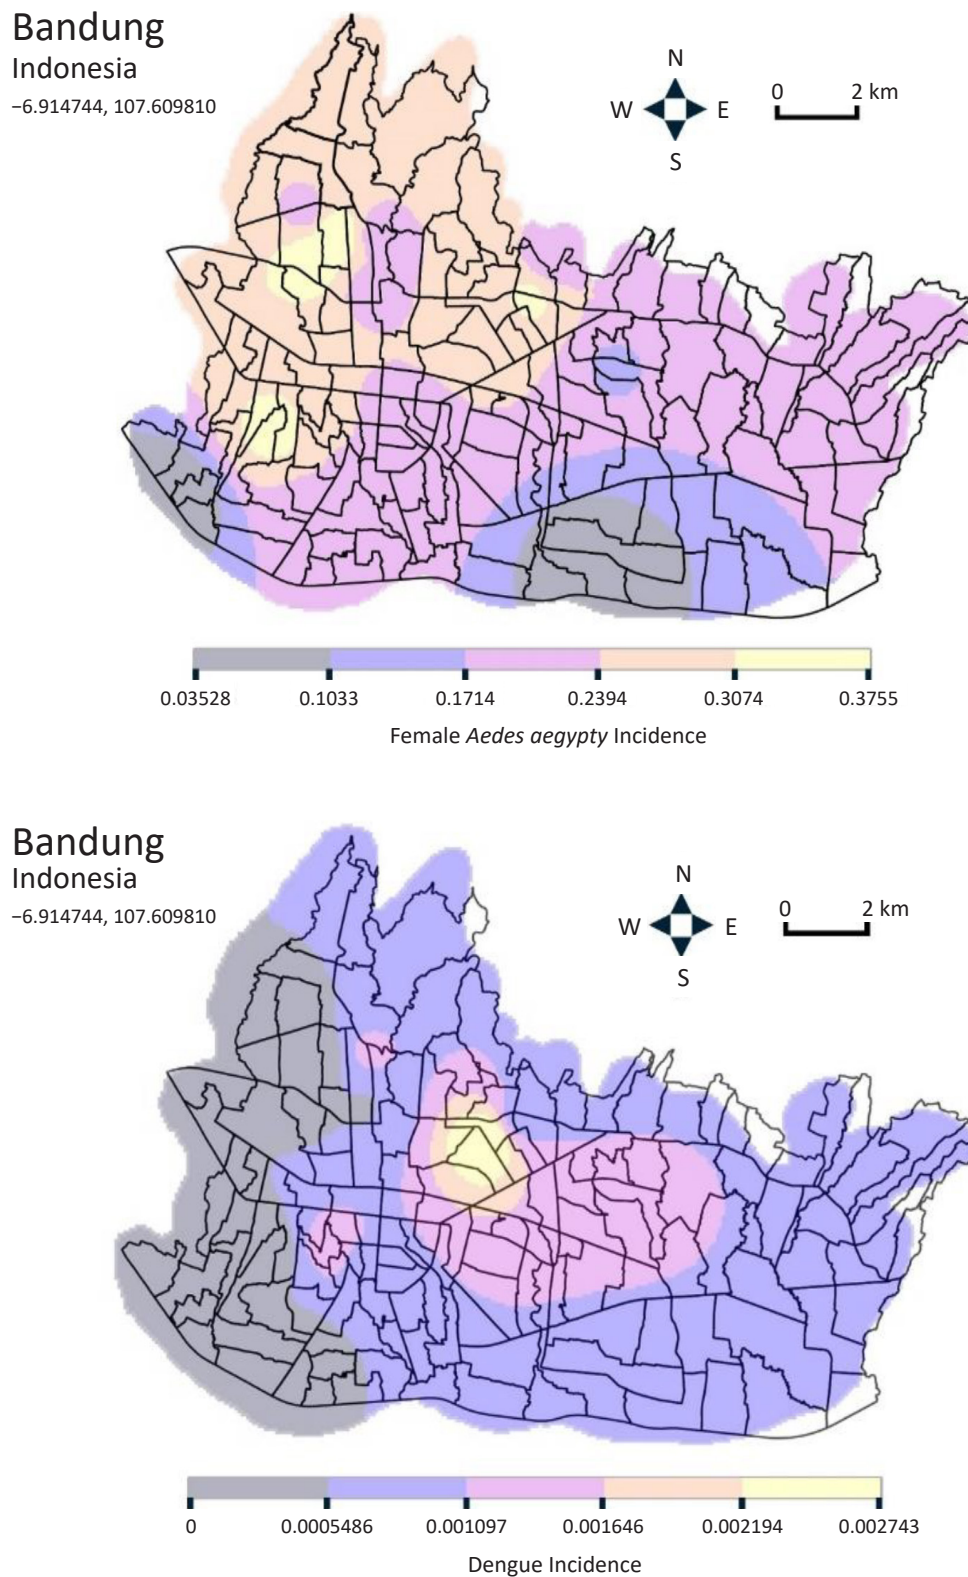 Bandung
Indonesia
−6.914744, 107.609810
N
W E
S
0 2 km
0.03528 0.1033 0.1714 0.2394 0.3074 0.3755
Female Aedes aegypty Incidence
Bandung
Indonesia
−6.914744, 107.609810
N
W E
S
0 2 km
0 0.0005486 0.001097 0.001646 0.002194 0.002743
Dengue Incidence